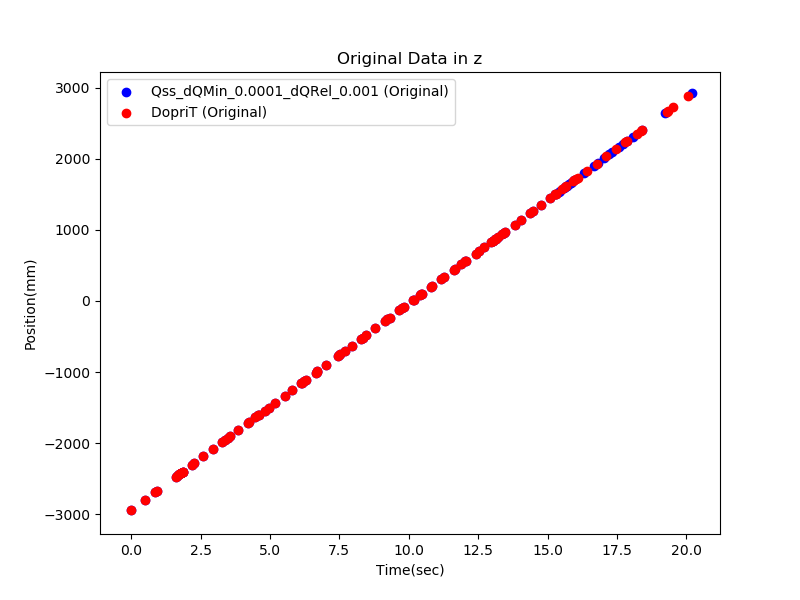 Original Data in z
Qss_dQMin_0.0001_dQRel_0.001 (Original)
DopriT (Original)
3000
2000
1000
0
−1000
−2000
−3000
Position(mm)
0.0 2.5 5.0 7.5 10.0 12.5 15.0 17.5 20.0
Time(sec)